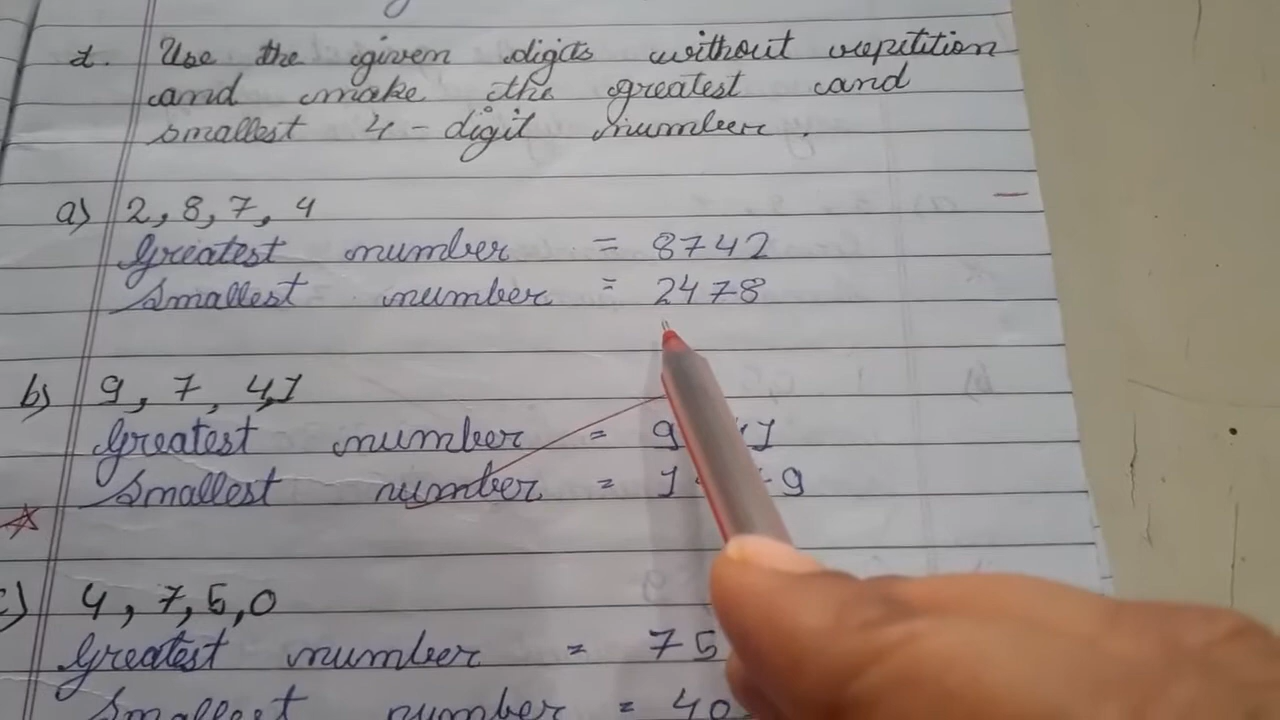 2. Use the given digits without repetition
and make the greatest and
smallest 4-digit number.
a) 2, 8, 7, 4
Greatest number = 8742
Smallest number = 2478
b) 9, 7, 4, 1
Greatest number = 9 41
Smallest number = 1 9
c) 4, 7, 5, 0
Greatest number = 75
Smallest number = 40